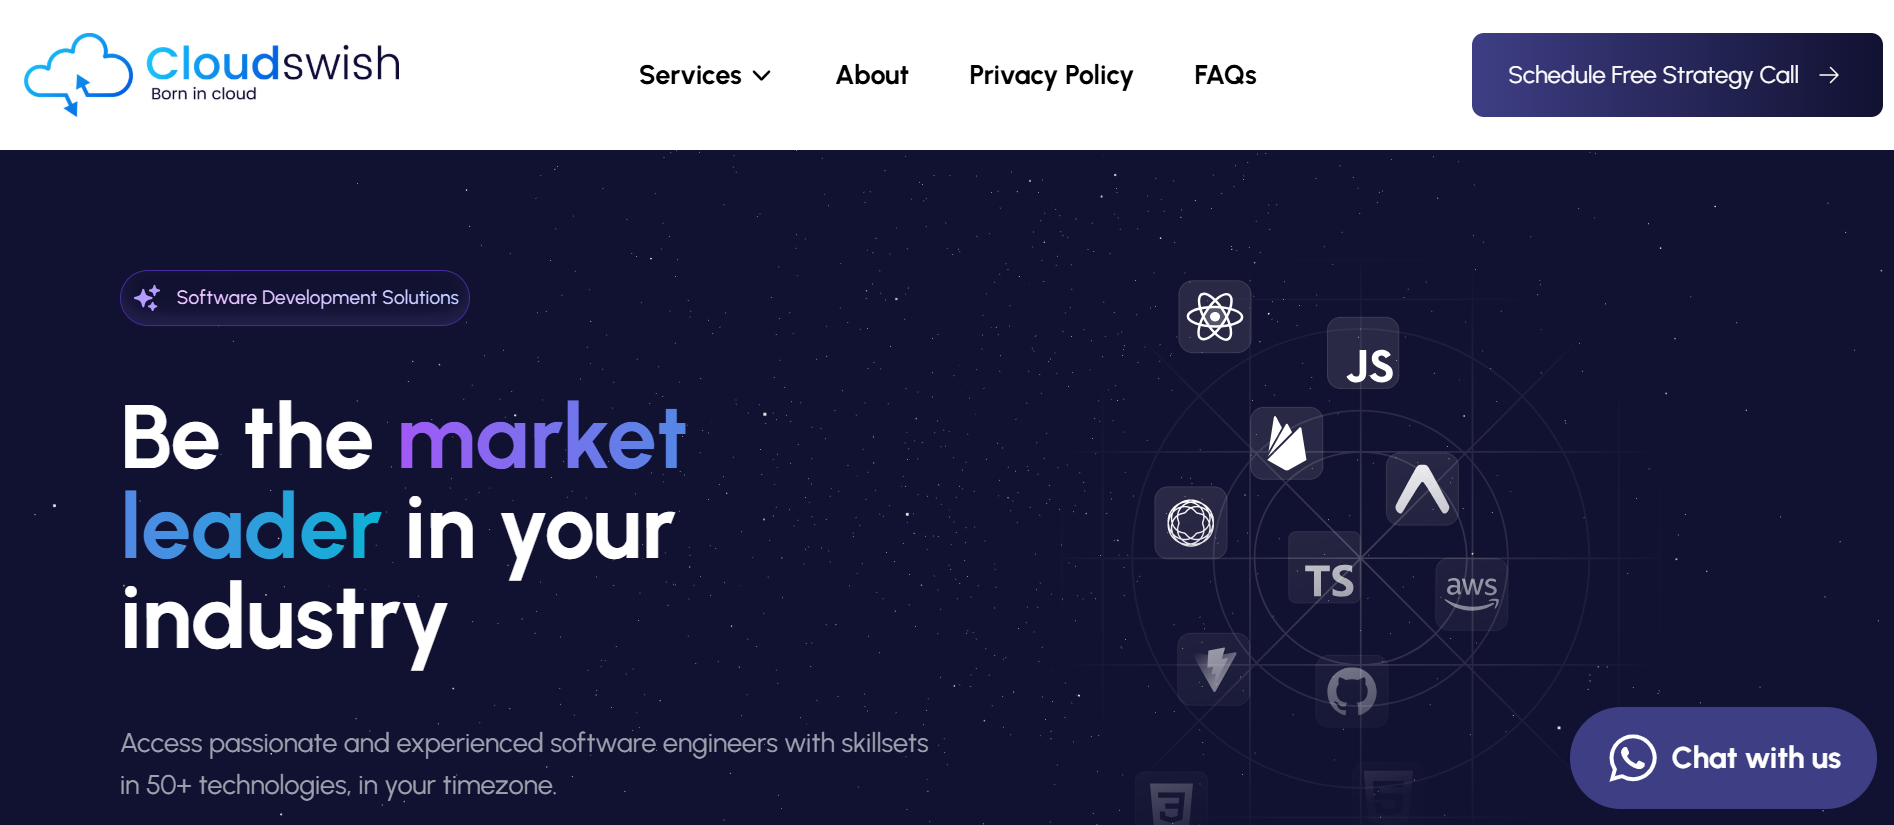 Cloudswish
Born in cloud
Services
About
Privacy Policy
FAQs
Schedule Free Strategy Call
Software Development Solutions
Be the market
leader in your
industry
Access passionate and experienced software engineers with skillsets
in 50+ technologies, in your timezone.
JS
TS
aws
3
5
Chat with us